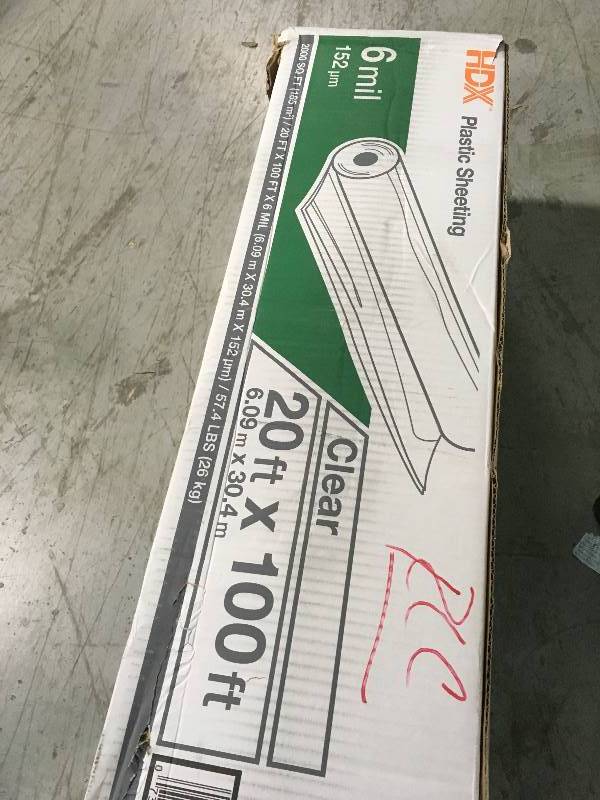 HDX Plastic Sheeting
6 mil
152 µm
Clear
20 ft x 100 ft
6.09 m x 30.4 m
2000 SQ FT (185 m²) / 20 FT X 100 FT X 6 MIL (6.09 m X 30.4 m X 152 µm) / 57.4 LBS (26 kg)